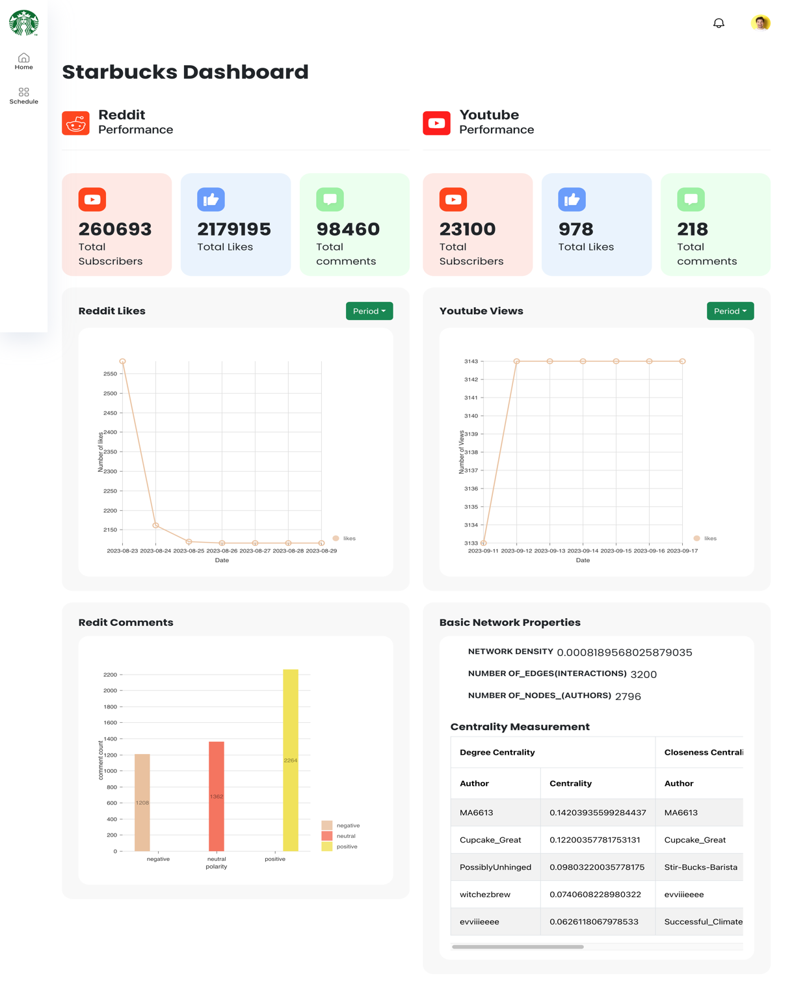 Home
Schedule
Starbucks Dashboard
Reddit
Performance
260693
Total
Subscribers
2179195
Total Likes
98460
Total
comments
Youtube
Performance
23100
Total
Subscribers
978
Total Likes
218
Total
comments
Reddit Likes
Period
2550
2500
2450
2400
2350
2300
2250
2200
2150
Number of likes
2023-08-23 2023-08-24 2023-08-25 2023-08-26 2023-08-27 2023-08-28 2023-08-29
Date
likes
Youtube Views
Period
3143
3142
3141
3140
3139
3138
3137
3136
3135
3134
3133
Number of Views
2023-09-11 2023-09-12 2023-09-13 2023-09-14 2023-09-15 2023-09-16 2023-09-17
Date
likes
Redit Comments
2200
2000
1800
1600
1400
1200
1000
800
600
400
200
0
comment count
1208
1362
2264
negative neutral positive
polarity
negative
neutral
positive
Basic Network Properties
NETWORK DENSITY 0.0008189568025879035
NUMBER OF_EDGES(INTERACTIONS) 3200
NUMBER OF_NODES_(AUTHORS) 2796
Centrality Measurement
Degree Centrality Closeness Centrali
Author Centrality Author
MA6613 0.14203935599284437 MA6613
Cupcake_Great 0.12200357781753131 Cupcake_Great
PossiblyUnhinged 0.09803220035778175 Stir-Bucks-Barista
witchezbrew 0.0740608228980322 evviiieeee
evviiieeee 0.0626118067978533 Successful_Climate